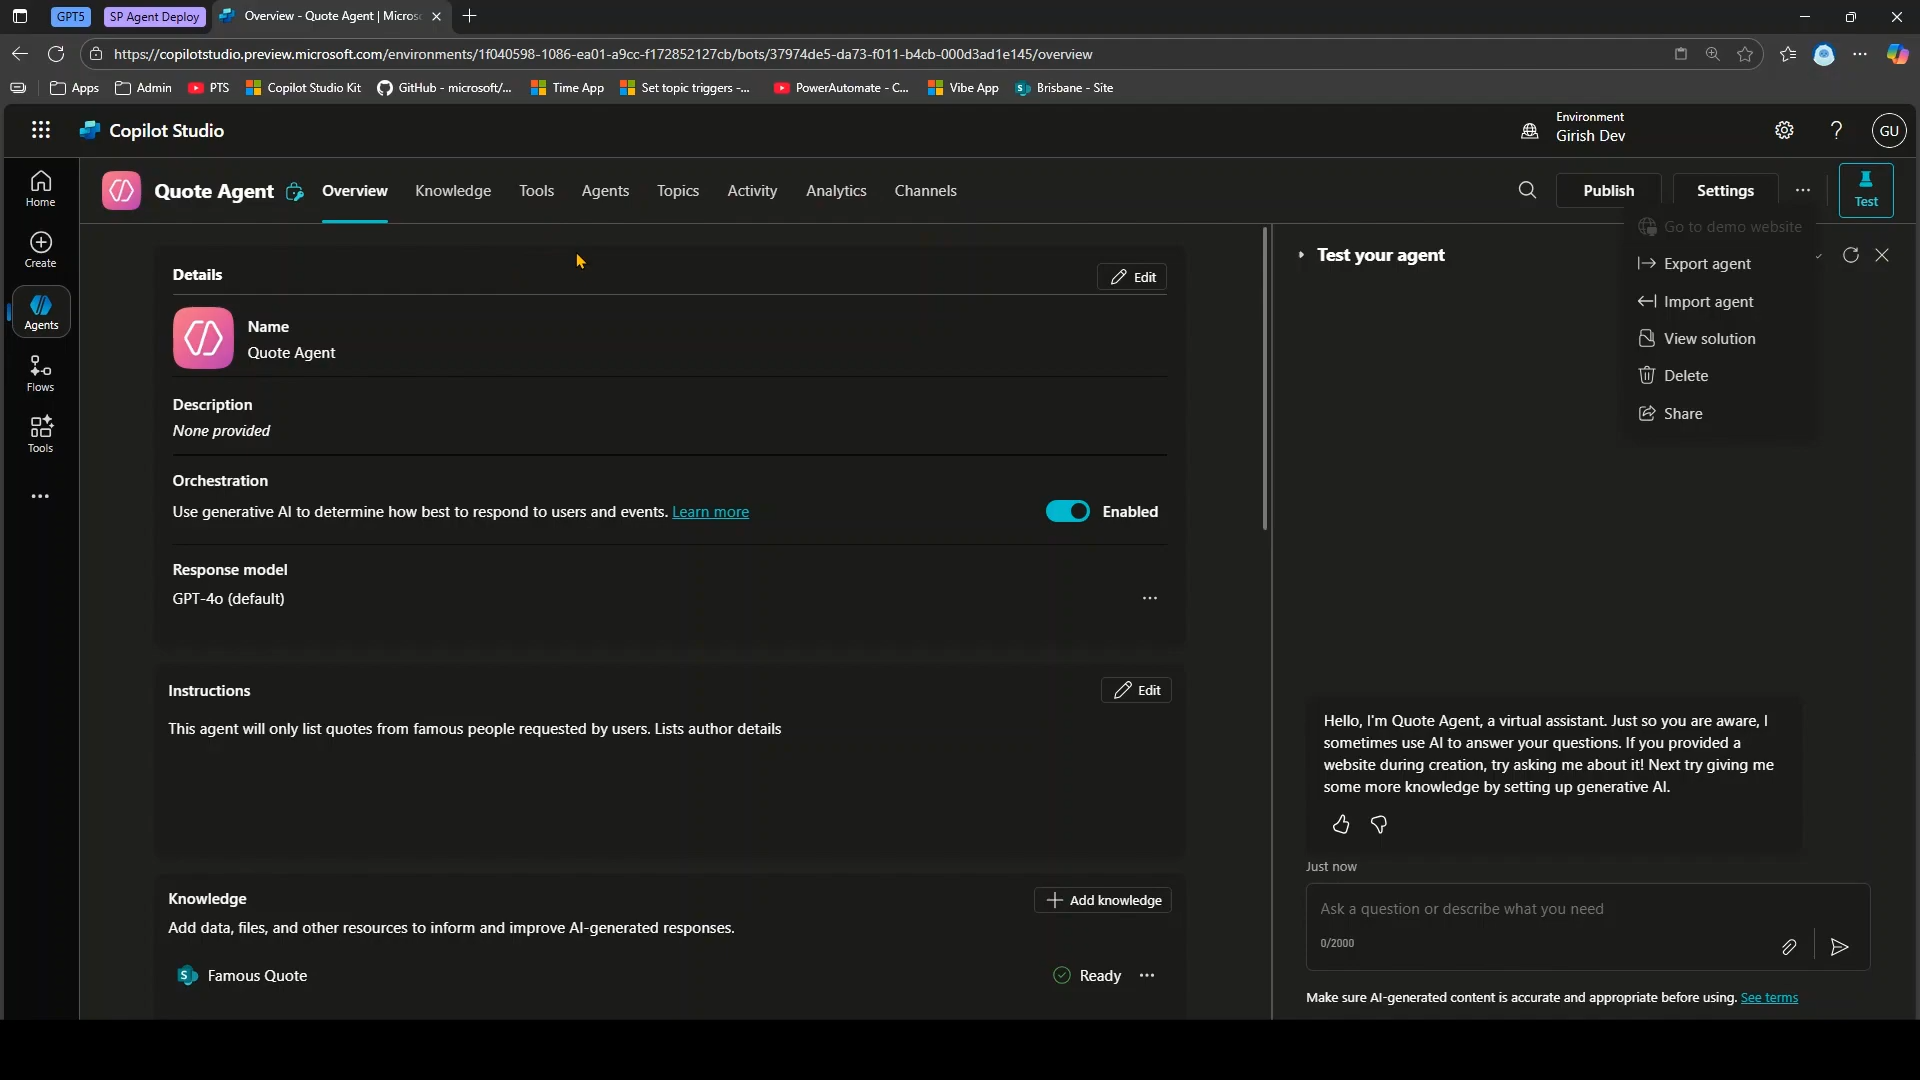 GPT5
SP Agent Deploy
Overview - Quote Agent | Micros
https://copilotstudio.preview.microsoft.com/environments/1f040598-1086-ea01-a9cc-f172852127cb/bots/37974de5-da73-f011-b4cb-000d3ad1e145/overview
Apps
Admin
PTS
Copilot Studio Kit
GitHub - microsoft/...
Time App
Set topic triggers -...
PowerAutomate - C...
Vibe App
Brisbane - Site
Copilot Studio
Environment
Girish Dev
GU
Home
Create
Agents
Flows
Tools
Quote Agent
Overview
Knowledge
Tools
Agents
Topics
Activity
Analytics
Channels
Publish
Settings
Test
Go to demo website
Export agent
Import agent
View solution
Delete
Share
Details
Edit
Name
Quote Agent
Description
None provided
Orchestration
Use generative AI to determine how best to respond to users and events. Learn more
Enabled
Response model
GPT-4o (default)
Instructions
Edit
This agent will only list quotes from famous people requested by users. Lists author details
Knowledge
Add knowledge
Add data, files, and other resources to inform and improve AI-generated responses.
Famous Quote
Ready
Test your agent
Hello, I'm Quote Agent, a virtual assistant. Just so you are aware, I
sometimes use AI to answer your questions. If you provided a
website during creation, try asking me about it! Next try giving me
some more knowledge by setting up generative AI.
Just now
Ask a question or describe what you need
0/2000
Make sure AI-generated content is accurate and appropriate before using. See terms